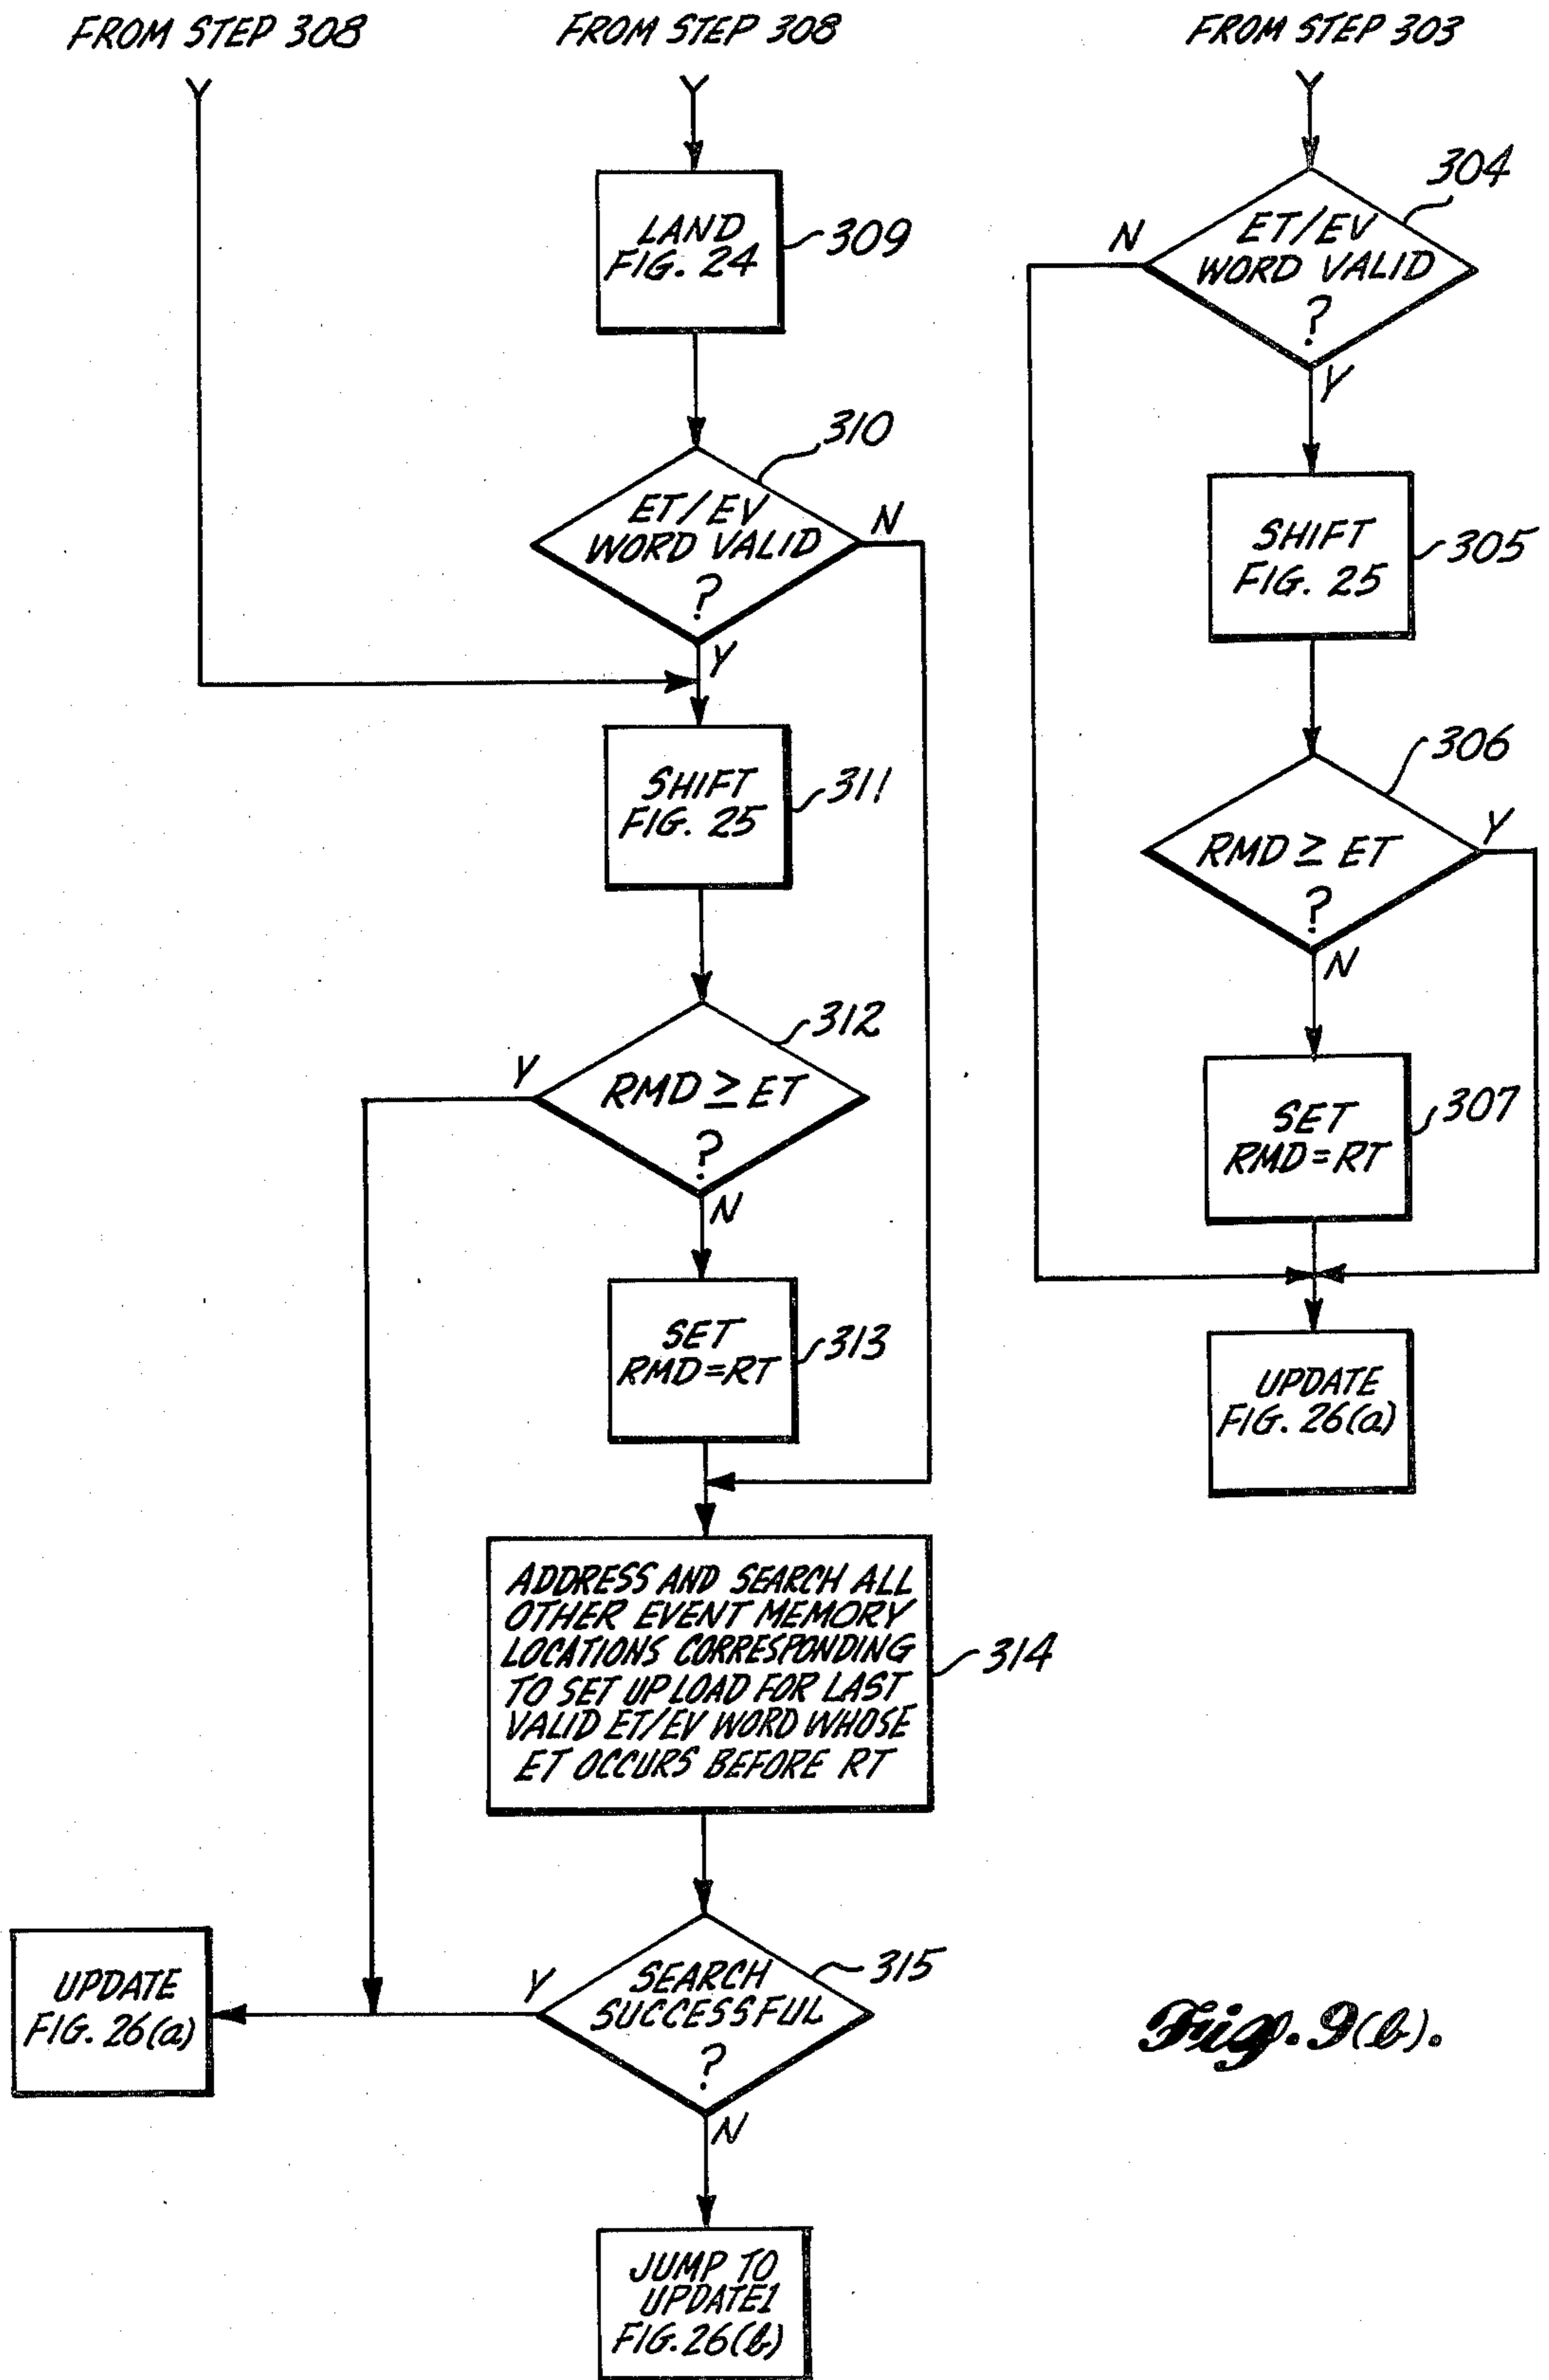 FROM STEP 308
FROM STEP 308
FROM STEP 303
LAND
FIG. 24
309
310
ET/EV
WORD VALID
?
N
Y
SHIFT
FIG. 25
311
312
Y
RMD ≥ ET
?
N
SET
RMD=RT
313
ADDRESS AND SEARCH ALL
OTHER EVENT MEMORY
LOCATIONS CORRESPONDING
TO SET UP LOAD FOR LAST
VALID ET/EV WORD WHOSE
ET OCCURS BEFORE RT
314
315
Y
SEARCH
SUCCESSFUL
?
N
UPDATE
FIG. 26(a)
JUMP TO
UPDATE1
FIG. 26(b)
304
N
ET/EV
WORD VALID
?
Y
SHIFT
FIG. 25
305
306
RMD ≥ ET
?
Y
N
SET
RMD=RT
307
UPDATE
FIG. 26(a)
Fig. 9(b).